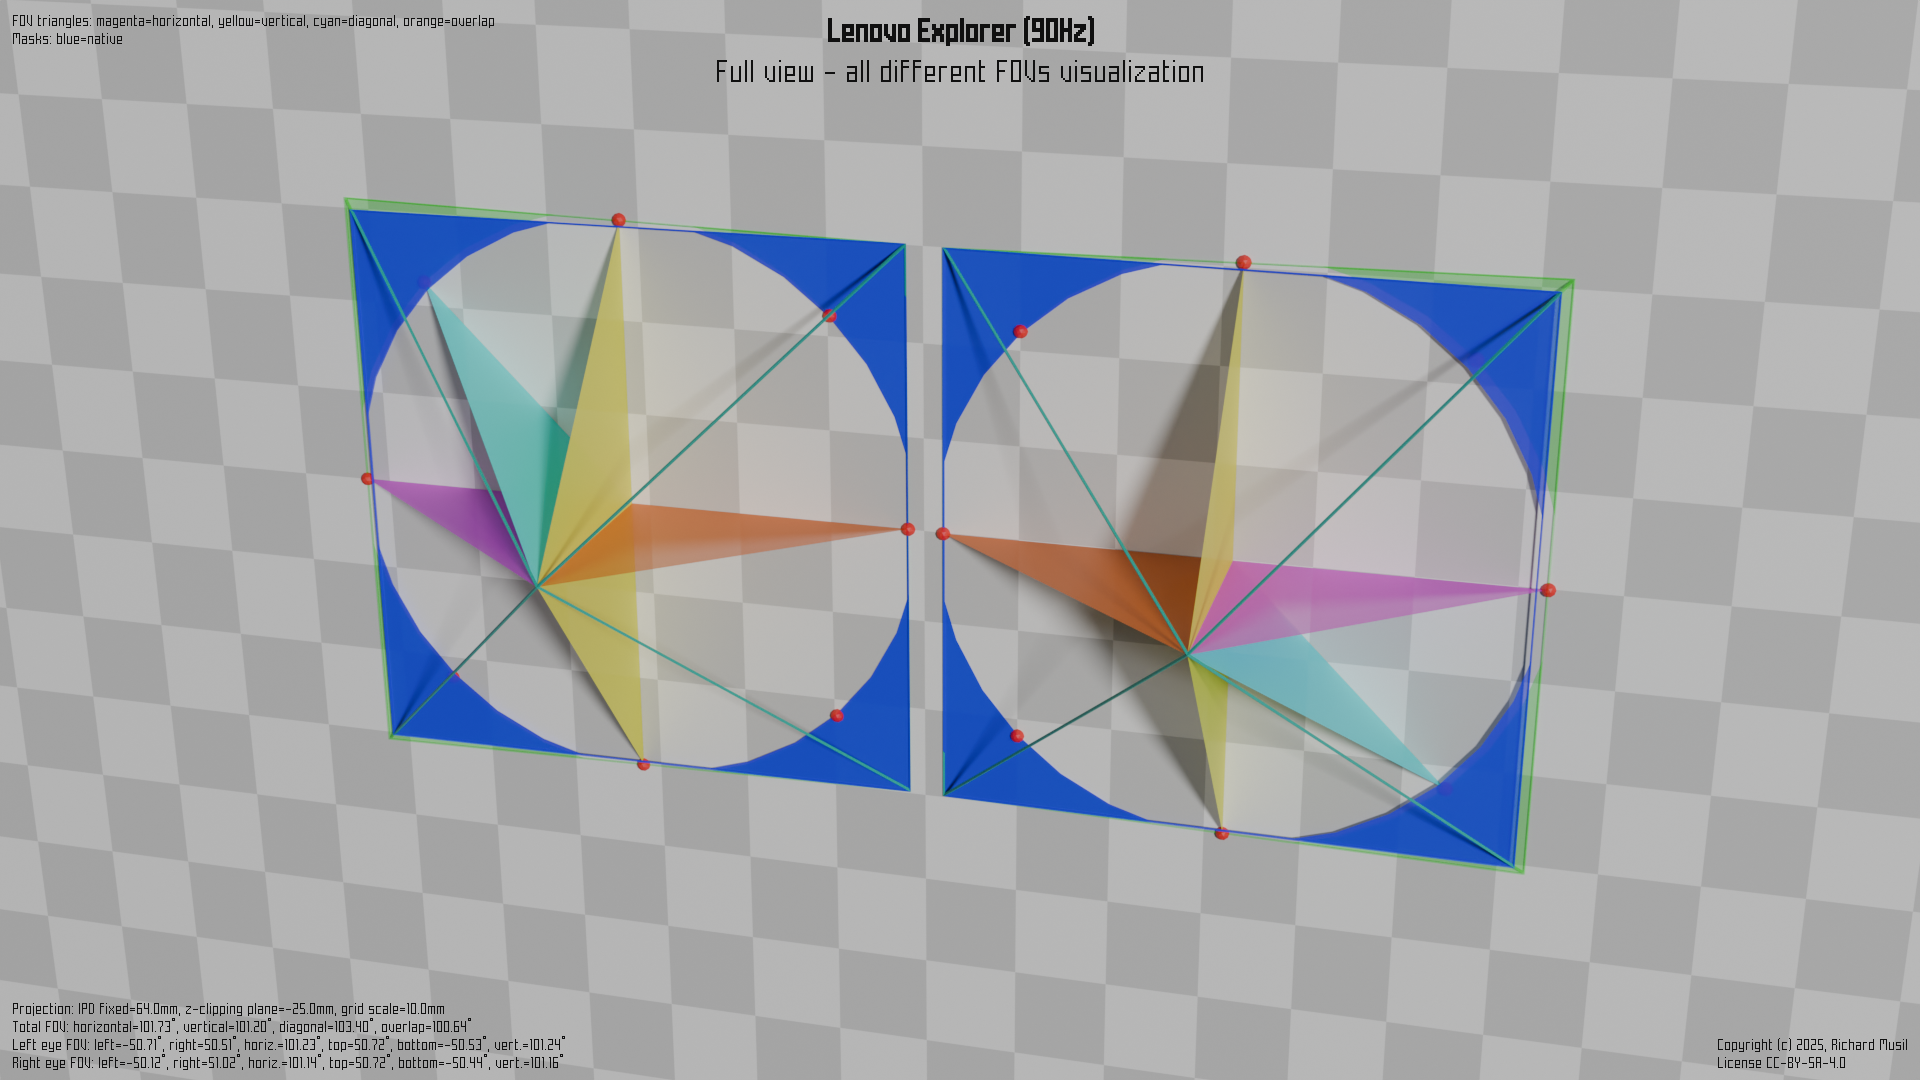 FOV triangles: magenta=horizontal, yellow=vertical, cyan=diagonal, orange=overlap
Masks: blue=native
Lenovo Explorer (90Hz)
Full view - all different FOVs visualization
Projection: IPD fixed=64.0mm, z-clipping plane=-25.0mm, grid scale=10.0mm
Total FOV: horizontal=101.73°, vertical=101.20°, diagonal=103.40°, overlap=100.64°
Left eye FOV: left=-50.71°, right=50.51°, horiz.=101.23°, top=50.72°, bottom=-50.53°, vert.=101.24°
Right eye FOV: left=-50.12°, right=51.02°, horiz.=101.14°, top=50.72°, bottom=-50.44°, vert.=101.16°
Copyright (c) 2025, Richard Musil
License CC-BY-SA-4.0